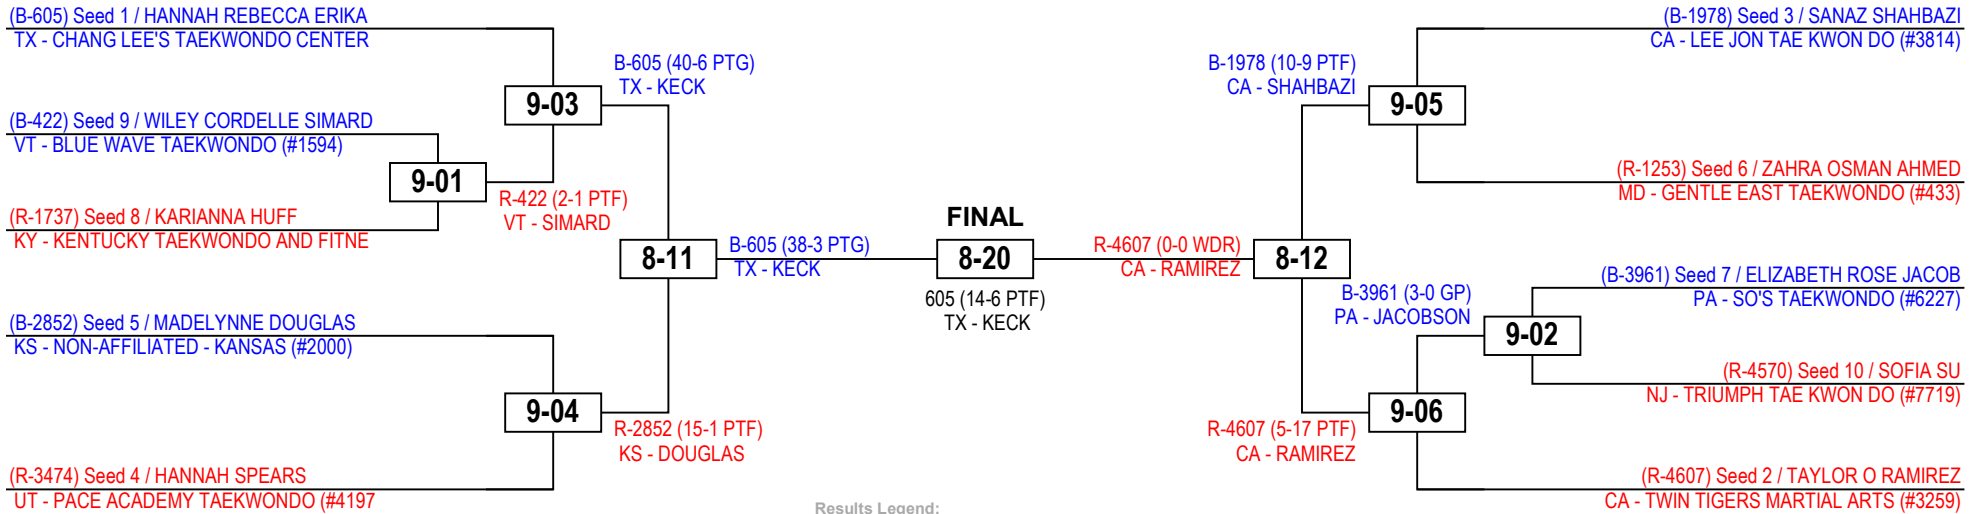 (B-605) Seed 1 / HANNAH REBECCA ERIKA
TX - CHANG LEE'S TAEKWONDO CENTER
B-605 (40-6 PTG)
TX - KECK
9-03
(B-422) Seed 9 / WILEY CORDELLE SIMARD
VT - BLUE WAVE TAEKWONDO (#1594)
9-01
R-422 (2-1 PTF)
VT - SIMARD
(R-1737) Seed 8 / KARIANNA HUFF
KY - KENTUCKY TAEKWONDO AND FITNE
8-11
B-605 (38-3 PTG)
TX - KECK
(B-2852) Seed 5 / MADELYNNE DOUGLAS
KS - NON-AFFILIATED - KANSAS (#2000)
9-04
R-2852 (15-1 PTF)
KS - DOUGLAS
(R-3474) Seed 4 / HANNAH SPEARS
UT - PACE ACADEMY TAEKWONDO (#4197
FINAL
8-20
605 (14-6 PTF)
TX - KECK
(B-1978) Seed 3 / SANAZ SHAHBAZI
CA - LEE JON TAE KWON DO (#3814)
B-1978 (10-9 PTF)
CA - SHAHBAZI
9-05
(R-1253) Seed 6 / ZAHRA OSMAN AHMED
MD - GENTLE EAST TAEKWONDO (#433)
R-4607 (0-0 WDR)
CA - RAMIREZ
8-12
(B-3961) Seed 7 / ELIZABETH ROSE JACOB
PA - SO'S TAEKWONDO (#6227)
B-3961 (3-0 GP)
PA - JACOBSON
9-02
(R-4570) Seed 10 / SOFIA SU
NJ - TRIUMPH TAE KWON DO (#7719)
9-06
R-4607 (5-17 PTF)
CA - RAMIREZ
(R-4607) Seed 2 / TAYLOR O RAMIREZ
CA - TWIN TIGERS MARTIAL ARTS (#3259)
Results Legend: